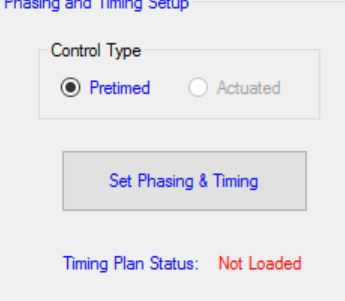 Phasing and Timing Setup
Control Type
Pretimed Actuated
Set Phasing & Timing
Timing Plan Status: Not Loaded